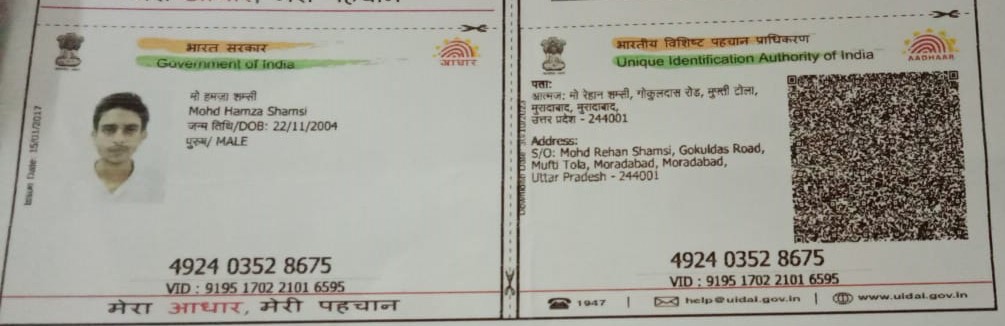 मेरा आधार, मेरी पहचान
भारत सरकार
Government of India
आधार
Issue Date: 15/01/2017
मो हमज़ा शम्सी
Mohd Hamza Shamsi
जन्म तिथि/DOB: 22/11/2004
पुरुष/ MALE
4924 0352 8675
VID : 9195 1702 2101 6595
मेरा आधार, मेरी पहचान
भारतीय विशिष्ट पहचान प्राधिकरण
Unique Identification Authority of India
AADHAAR
पता:
आत्मज: मो रेहान शम्सी, गोकुलदास रोड, मुफ्ती टोला,
मुरादाबाद, मुरादाबाद,
उत्तर प्रदेश - 244001
Address:
S/O: Mohd Rehan Shamsi, Gokuldas Road,
Mufti Tola, Moradabad, Moradabad,
Uttar Pradesh - 244001
4924 0352 8675
VID : 9195 1702 2101 6595
1947 | help@uidai.gov.in | www.uidai.gov.in